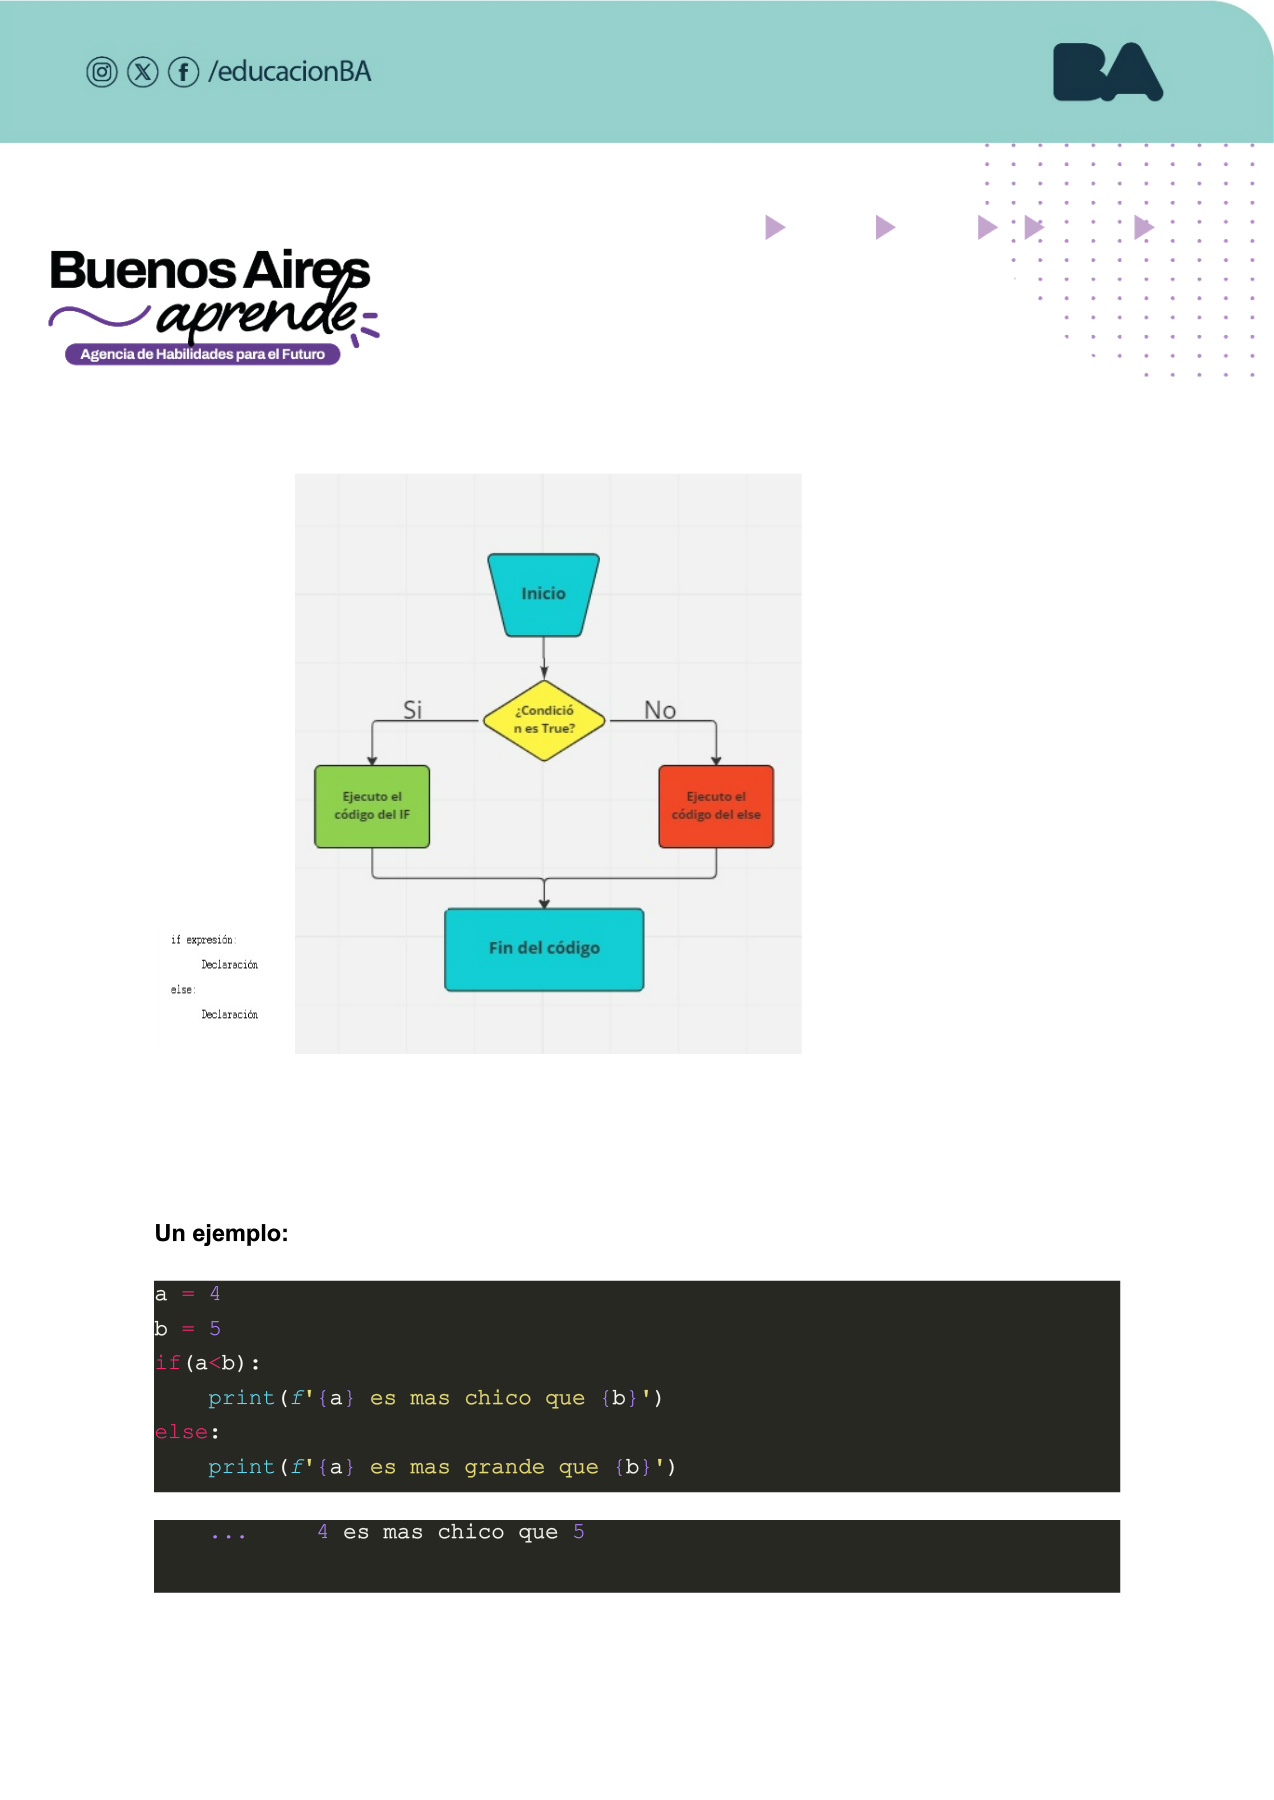 /educacionBA
BA
Buenos Aires
aprende
Agencia de Habilidades para el Futuro
Inicio
¿Condició
n es True?
Si
No
Ejecuto el
código del IF
Ejecuto el
código del else
Fin del código
if expresión:
Declaración
else:
Declaración
Un ejemplo:
a = 4
b = 5
if(a<b):
    print(f'{a} es mas chico que {b}')
else:
    print(f'{a} es mas grande que {b}')
...     4 es mas chico que 5